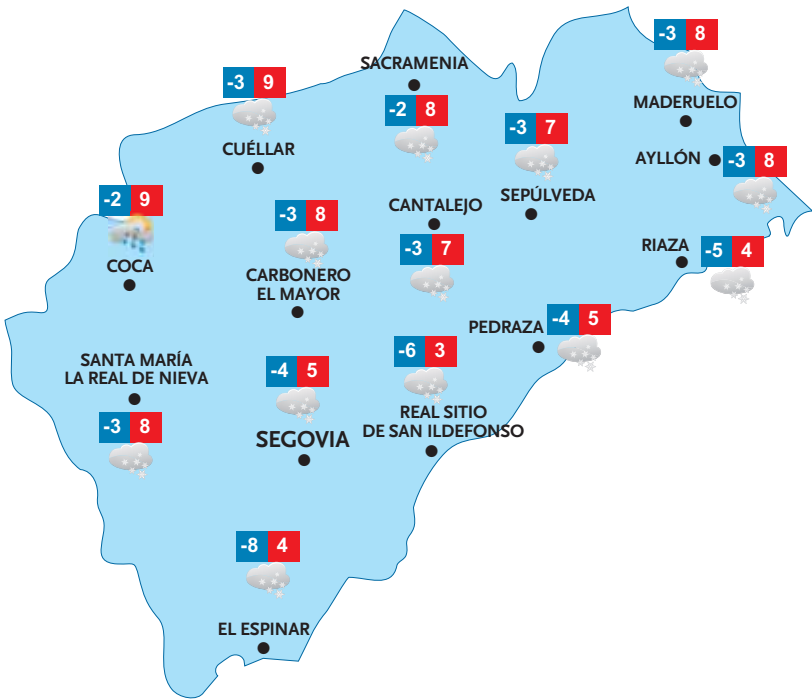 -3 8
SACRAMENIA
-3 9
-2 8
MADERUELO
-3 7
CUÉLLAR
AYLLÓN
-3 8
-2 9
SEPÚLVEDA
CANTALEJO
-3 8
COCA
CARBONERO
EL MAYOR
-3 7
RIAZA
-5 4
PEDRAZA
-4 5
SANTA MARÍA
LA REAL DE NIEVA
-3 8
-4 5
SEGOVIA
-6 3
REAL SITIO
DE SAN ILDEFONSO
-8 4
EL ESPINAR